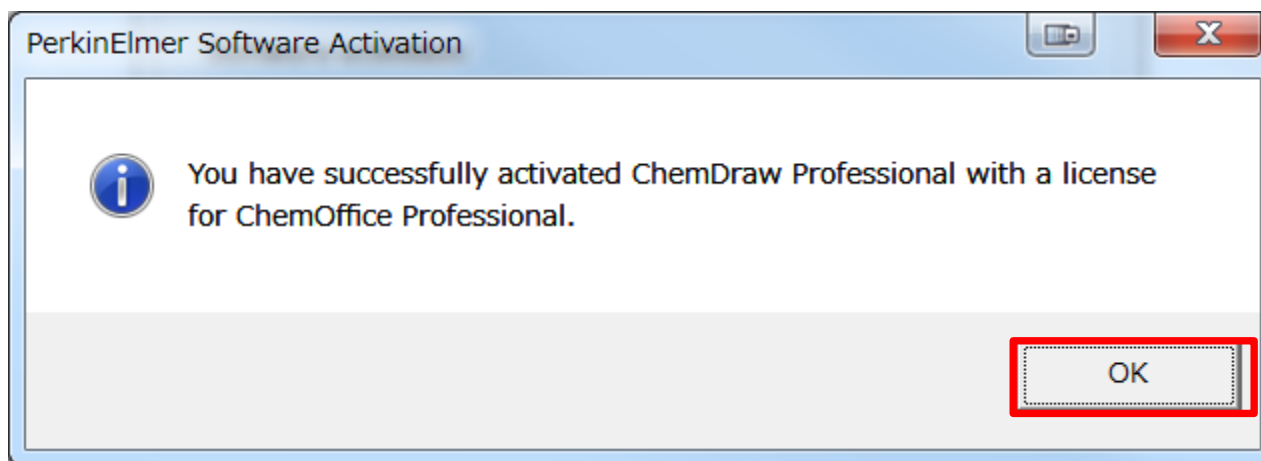 PerkinElmer Software Activation
You have successfully activated ChemDraw Professional with a license
for ChemOffice Professional.
OK